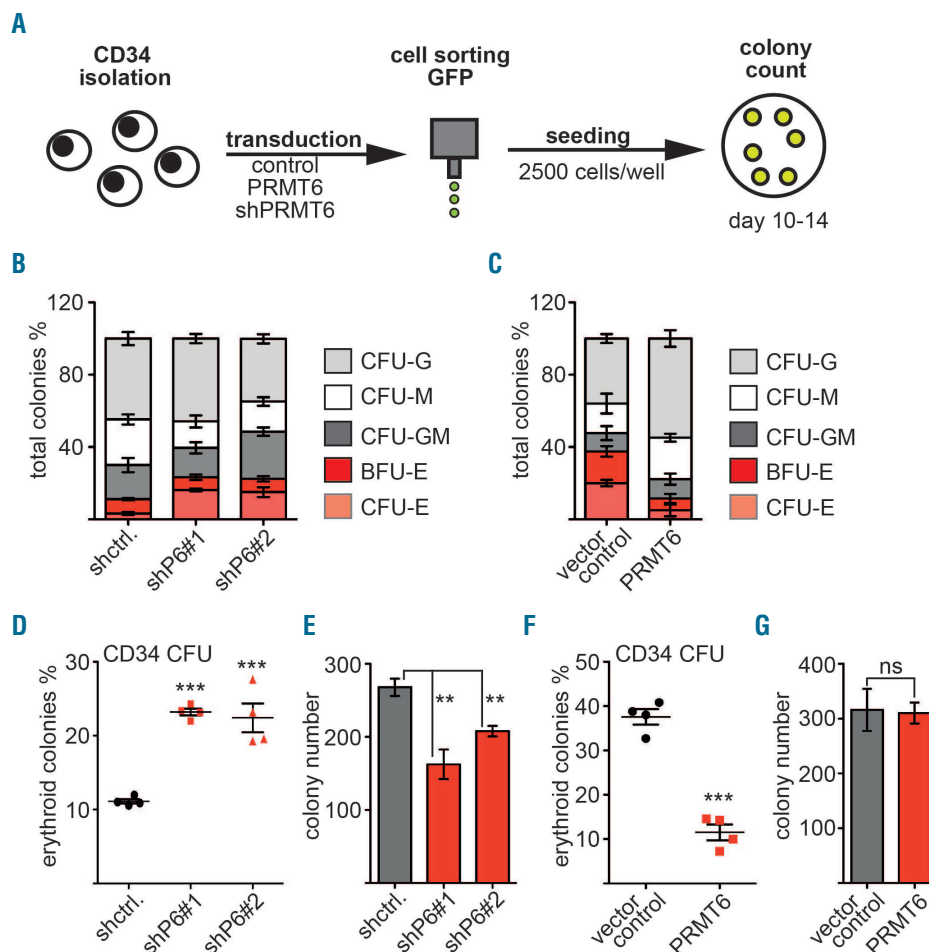 A
CD34
isolation
transduction
control
PRMT6
shPRMT6
cell sorting
GFP
seeding
2500 cells/well
colony
count
day 10-14
B
total colonies %
120
80
40
shctrl.
shP6#1
shP6#2
CFU-G
CFU-M
CFU-GM
BFU-E
CFU-E
C
total colonies %
120
80
40
vector
control
PRMT6
CFU-G
CFU-M
CFU-GM
BFU-E
CFU-E
D
CD34 CFU
erythroid colonies %
30
20
10
***
***
shctrl.
shP6#1
shP6#2
E
colony number
300
200
100
**
**
shctrl.
shP6#1
shP6#2
F
CD34 CFU
erythroid colonies %
50
40
30
20
10
***
vector
control
PRMT6
G
colony number
400
300
200
100
ns
vector
control
PRMT6